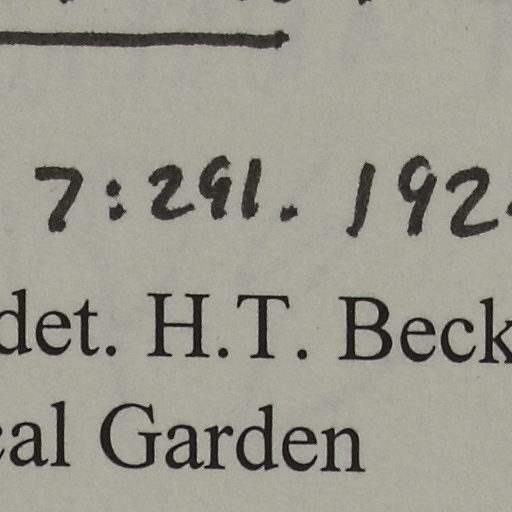 7:291. 192
det. H.T. Beck
cal Garden